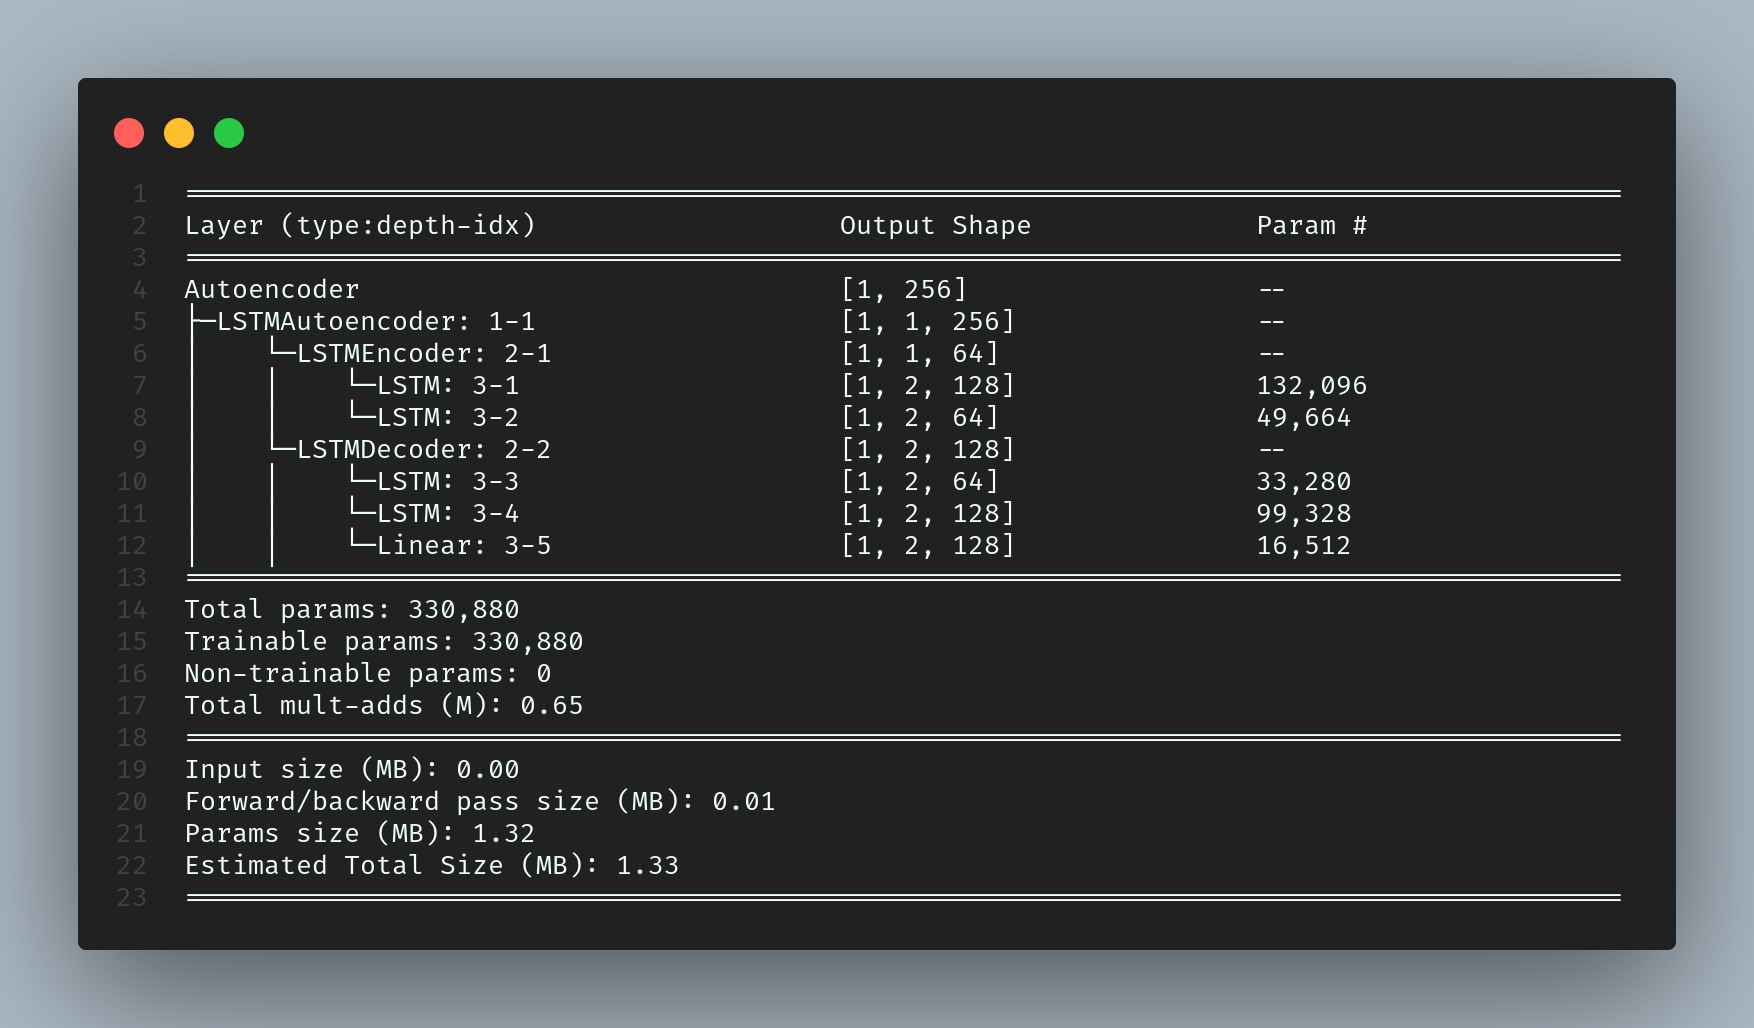 1 ==========================================================================================
2 Layer (type:depth-idx)                   Output Shape              Param #
3 ==========================================================================================
4 Autoencoder                              [1, 256]                  --
5 ├─LSTMAutoencoder: 1-1                   [1, 1, 256]               --
6 │    └─LSTMEncoder: 2-1                  [1, 1, 64]                --
7 │    │    └─LSTM: 3-1                    [1, 2, 128]               132,096
8 │    │    └─LSTM: 3-2                    [1, 2, 64]                49,664
9 │    └─LSTMDecoder: 2-2                  [1, 2, 128]               --
10 │    │    └─LSTM: 3-3                    [1, 2, 64]                33,280
11 │    │    └─LSTM: 3-4                    [1, 2, 128]               99,328
12 │    │    └─Linear: 3-5                  [1, 2, 128]               16,512
13 ==========================================================================================
14 Total params: 330,880
15 Trainable params: 330,880
16 Non-trainable params: 0
17 Total mult-adds (M): 0.65
18 ==========================================================================================
19 Input size (MB): 0.00
20 Forward/backward pass size (MB): 0.01
21 Params size (MB): 1.32
22 Estimated Total Size (MB): 1.33
23 ==========================================================================================